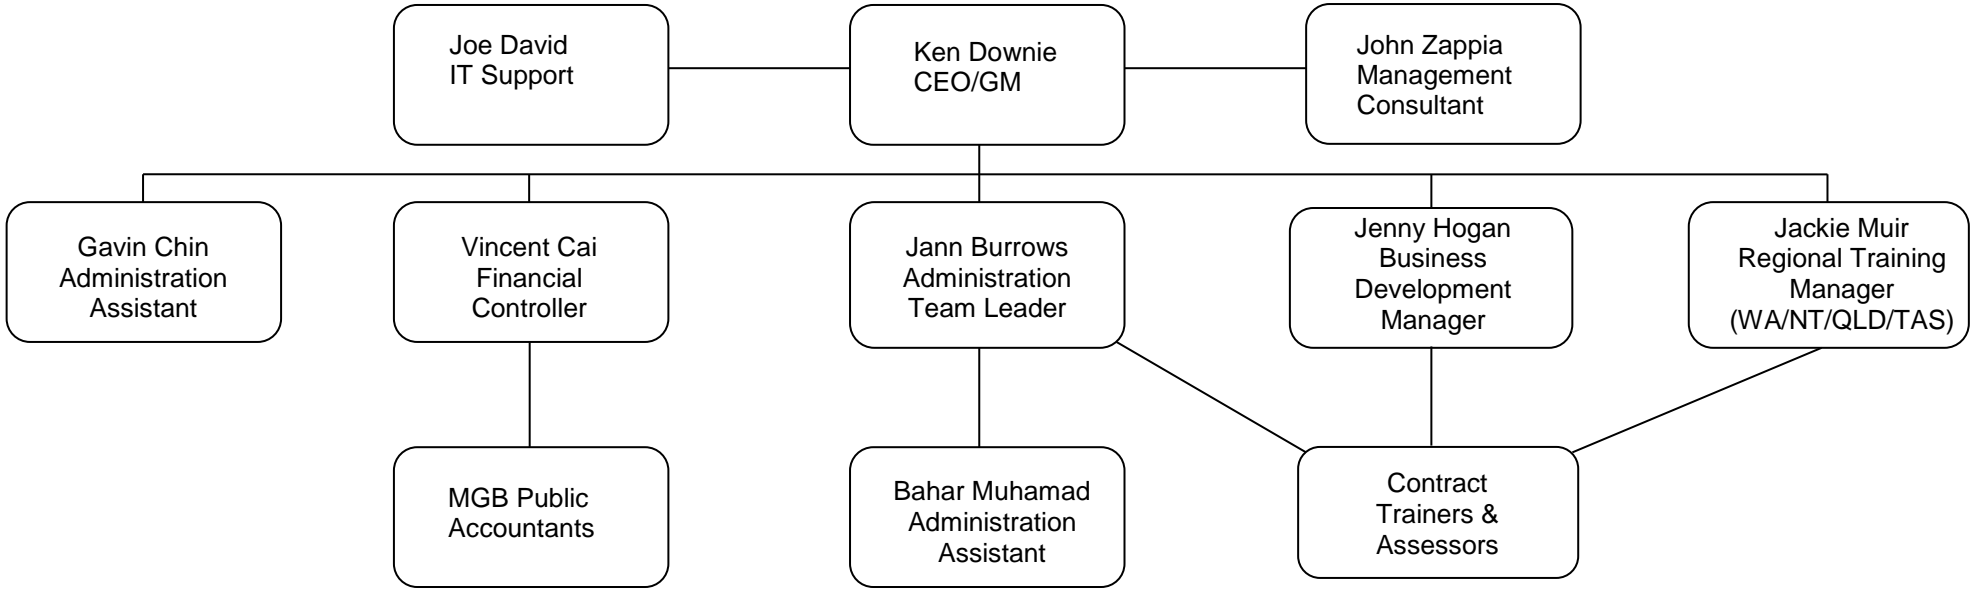 Joe David
IT Support
Ken Downie
CEO/GM
John Zappia
Management
Consultant
Gavin Chin
Administration
Assistant
Vincent Cai
Financial
Controller
Jann Burrows
Administration
Team Leader
Jenny Hogan
Business
Development
Manager
Jackie Muir
Regional Training
Manager
(WA/NT/QLD/TAS)
MGB Public
Accountants
Bahar Muhamad
Administration
Assistant
Contract
Trainers &
Assessors